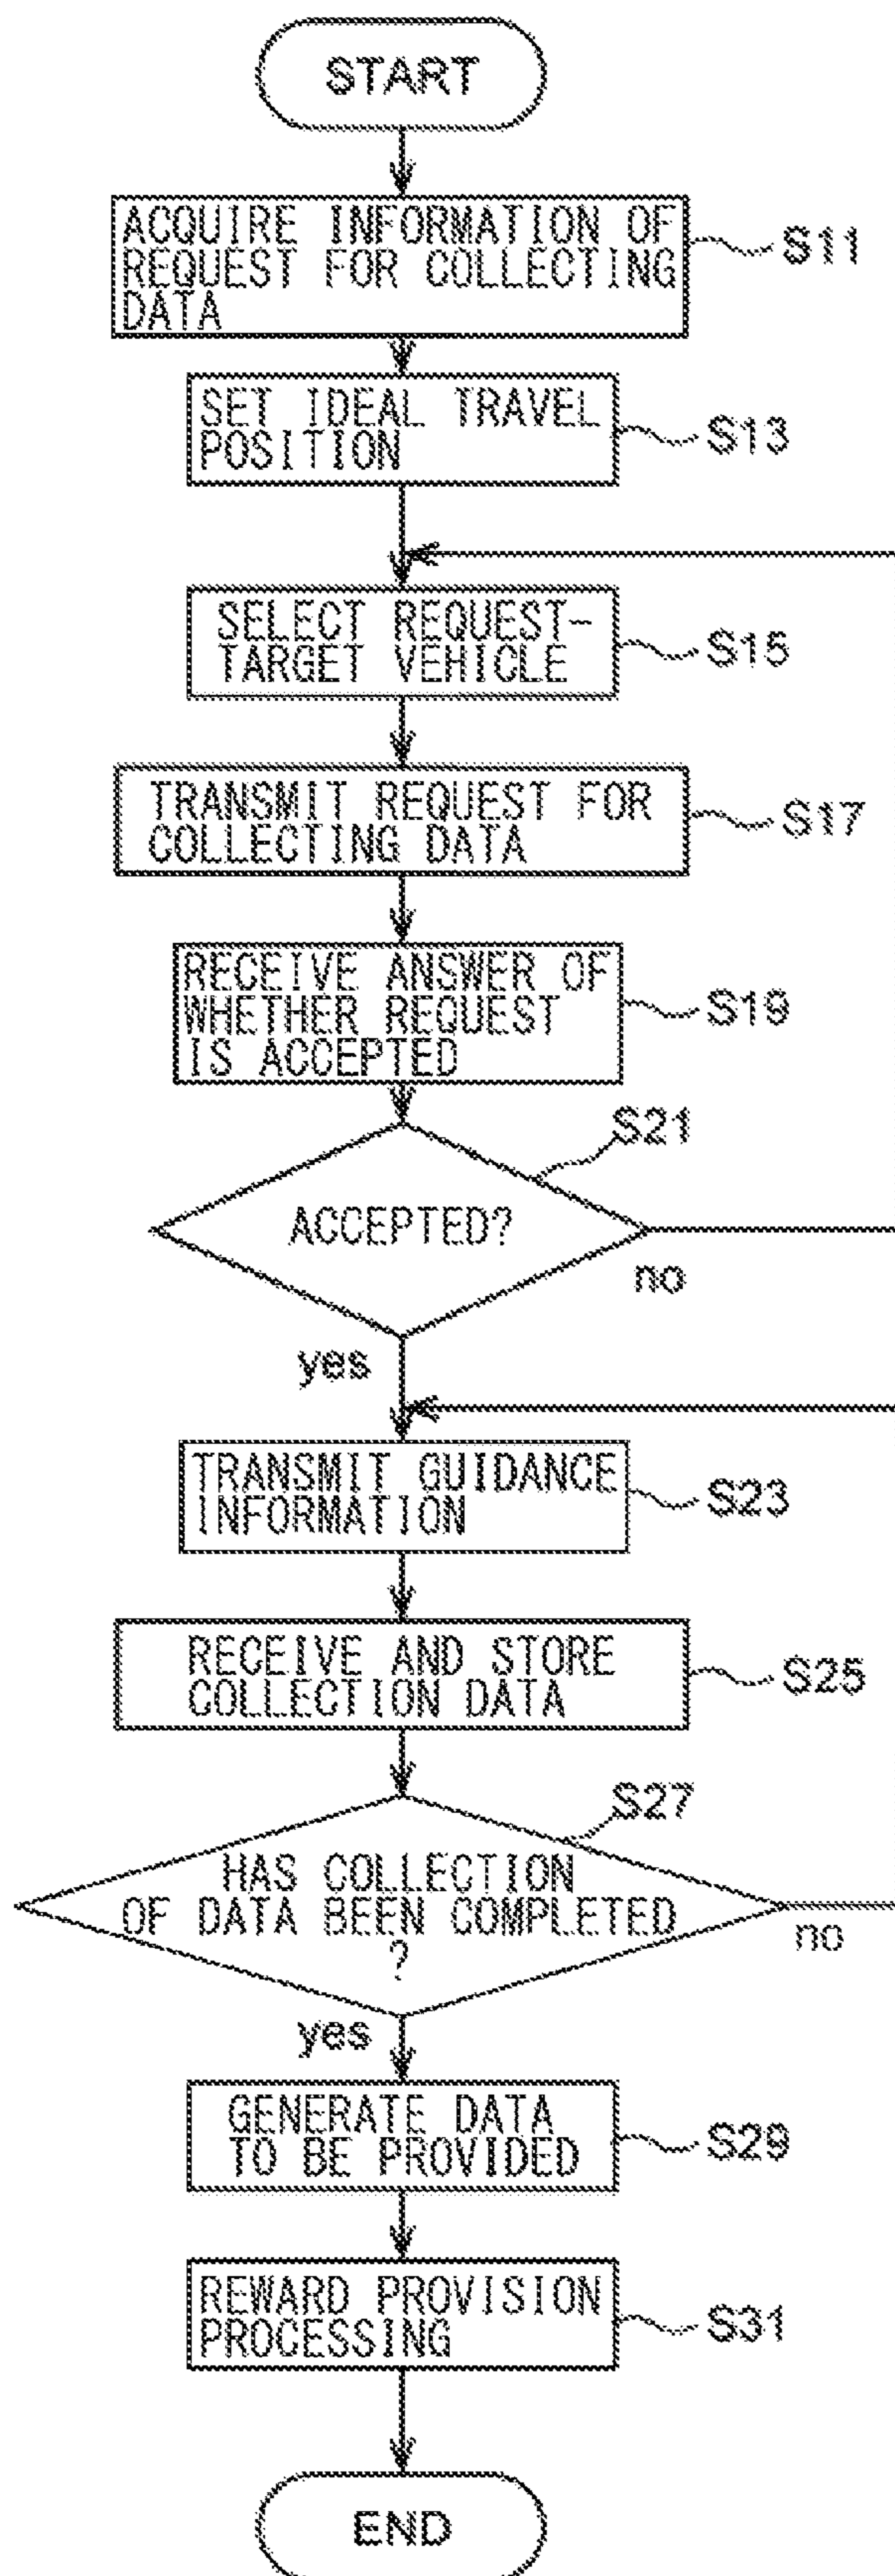 START
ACQUIRE INFORMATION OF
REQUEST FOR COLLECTING
DATA
S11
SET IDEAL TRAVEL
POSITION
S13
SELECT REQUEST-
TARGET VEHICLE
S15
TRANSMIT REQUEST FOR
COLLECTING DATA
S17
RECEIVE ANSWER OF
WHETHER REQUEST
IS ACCEPTED
S19
S21
ACCEPTED?
no
yes
TRANSMIT GUIDANCE
INFORMATION
S23
RECEIVE AND STORE
COLLECTION DATA
S25
S27
HAS COLLECTION
OF DATA BEEN COMPLETED
?
no
yes
GENERATE DATA
TO BE PROVIDED
S29
REWARD PROVISION
PROCESSING
S31
END